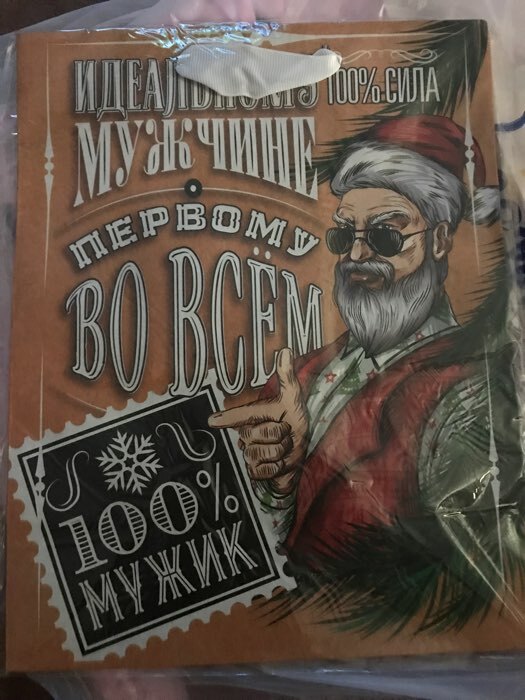 ИДЕАЛЬНОМУ
100% СИЛА
МУЖЧИНЕ
ПЕРВОМУ
ВО ВСЁМ
100%
МУЖИК